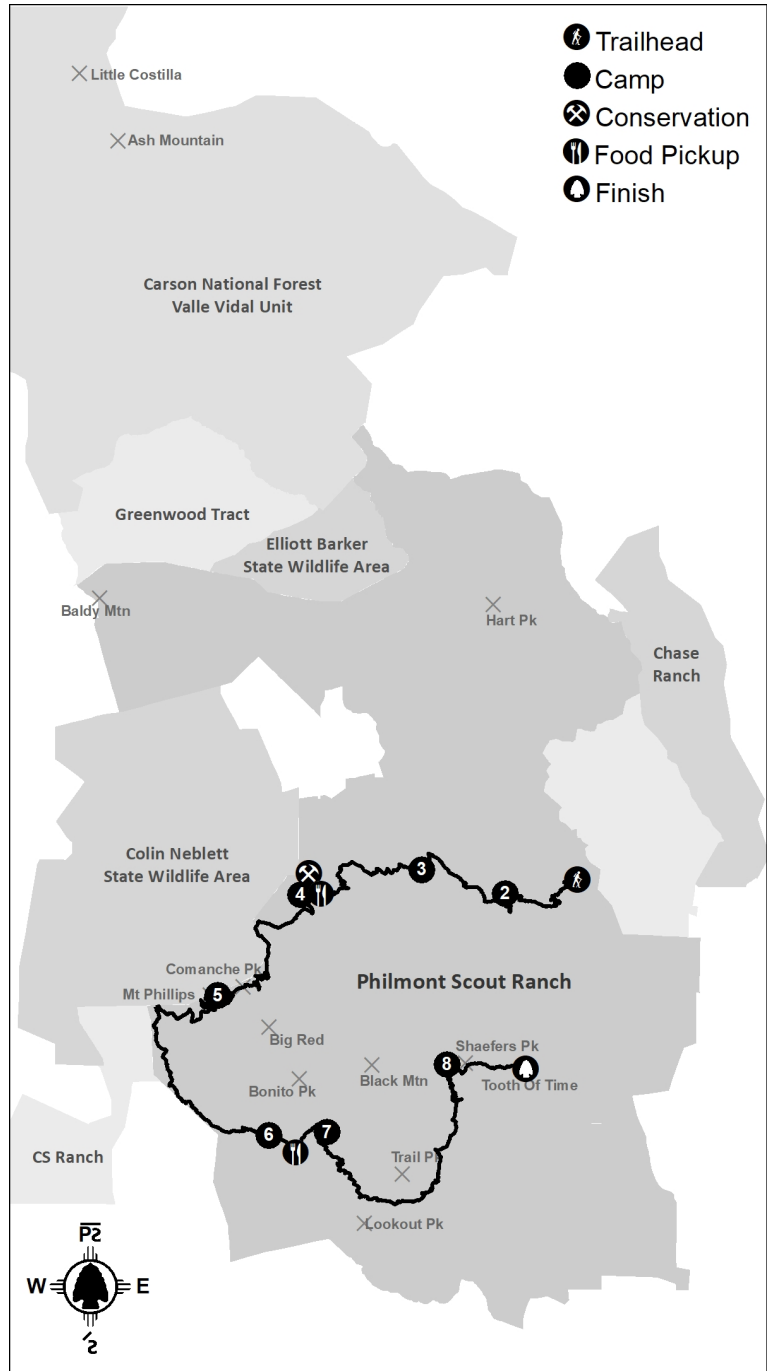 Trailhead
Camp
Conservation
Food Pickup
Finish
Little Costilla
Ash Mountain
Carson National Forest
Valle Vidal Unit
Greenwood Tract
Elliott Barker
State Wildlife Area
Baldy Mtn
Hart Pk
Chase
Ranch
Colin Neblett
State Wildlife Area
3
4
2
Comanche Pk
Philmont Scout Ranch
Mt Phillips
5
Big Red
Shaefers Pk
8
Black Mtn
Tooth Of Time
Bonito Pk
6
7
CS Ranch
Trail P
Lookout Pk
W
E